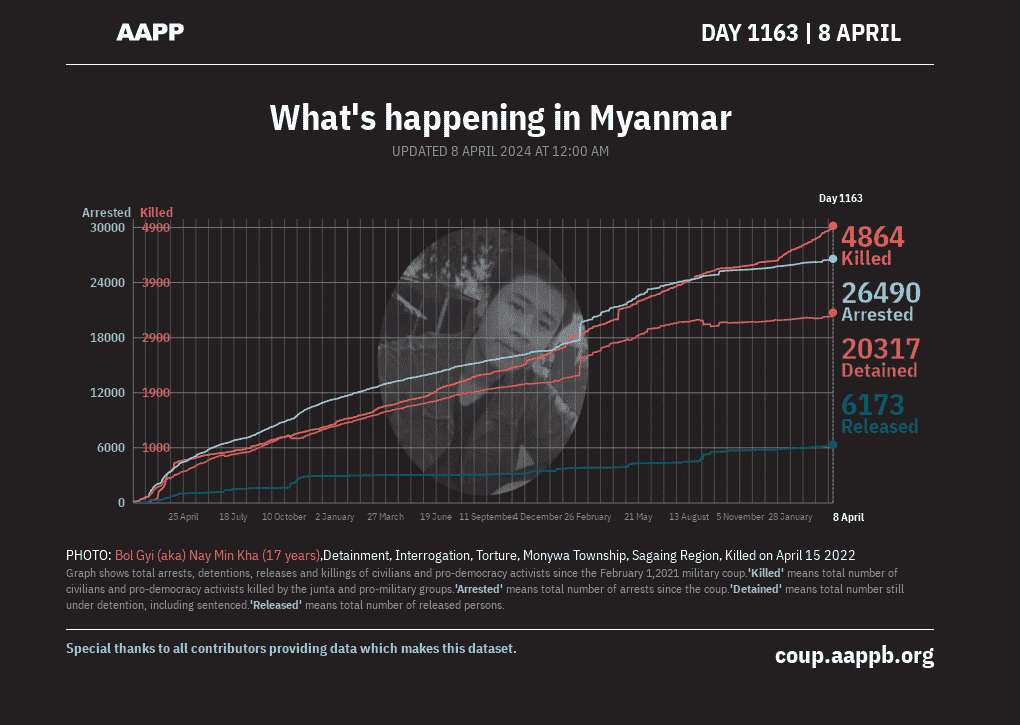 AAPP
DAY 1163 | 8 APRIL
What's happening in Myanmar
UPDATED 8 APRIL 2024 AT 12:00 AM
Day 1163
Arrested Killed
30000 4900
24000 3900
18000 2900
12000 1900
6000 1000
0
4864
Killed
26490
Arrested
20317
Detained
6173
Released
25 April 18 July 10 October 2 January 27 March 19 June 11 September 4 December 26 February 21 May 13 August 5 November 28 January 8 April
PHOTO: Bol Gyi (aka) Nay Min Kha (17 years),Detainment, Interrogation, Torture, Monywa Township, Sagaing Region, Killed on April 15 2022
Graph shows total arrests, detentions, releases and killings of civilians and pro-democracy activists since the February 1,2021 military coup.'Killed' means total number of
civilians and pro-democracy activists killed by the junta and pro-military groups.'Arrested' means total number of arrests since the coup.'Detained' means total number still
under detention, including sentenced.'Released' means total number of released persons.
Special thanks to all contributors providing data which makes this dataset.
coup.aappb.org